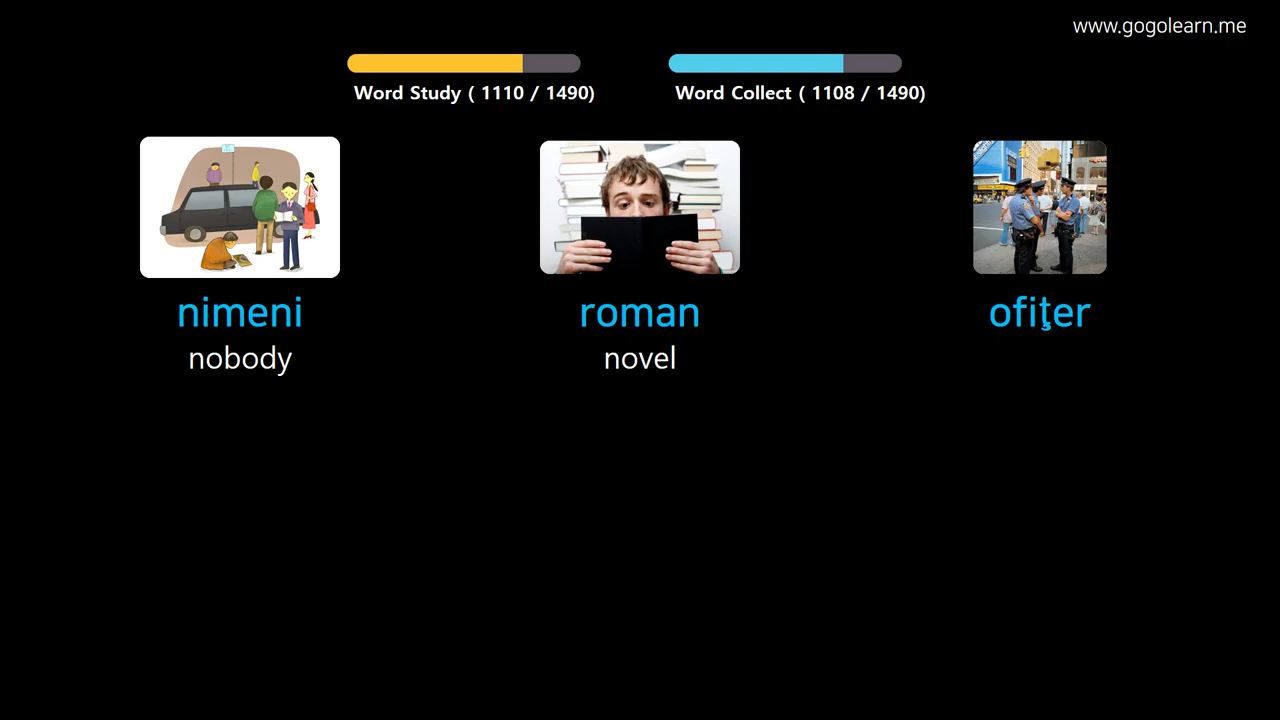 www.gogolearn.me
Word Study ( 1110 / 1490)
Word Collect ( 1108 / 1490)
nimeni
roman
ofiţer
nobody
novel